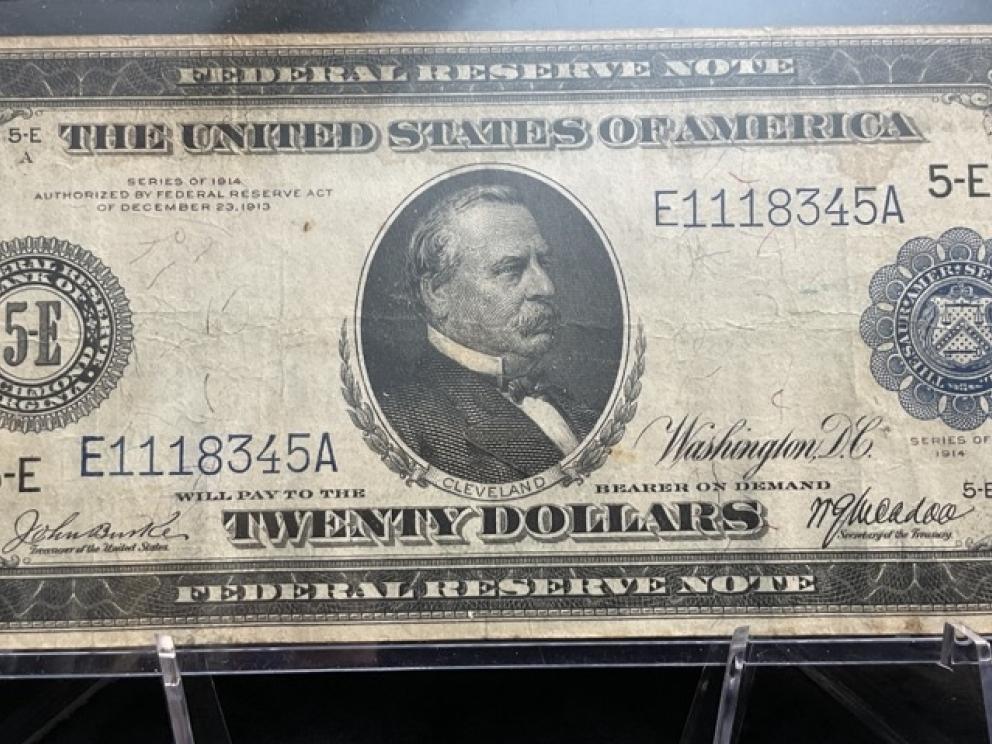 FEDERAL RESERVE NOTE
5-E
A
THE UNITED STATES OF AMERICA
SERIES OF 1914
AUTHORIZED BY FEDERAL RESERVE ACT
OF DECEMBER 23, 1913
E1118345A
5-E
5-E
E1118345A
-E
CLEVELAND
Washington, D.C.
SERIES OF
1914
WILL PAY TO THE
BEARER ON DEMAND
TWENTY DOLLARS
5-E
John Burke
Treasurer of the United States.
W G McAdoo
Secretary of the Treasury.
FEDERAL RESERVE NOTE